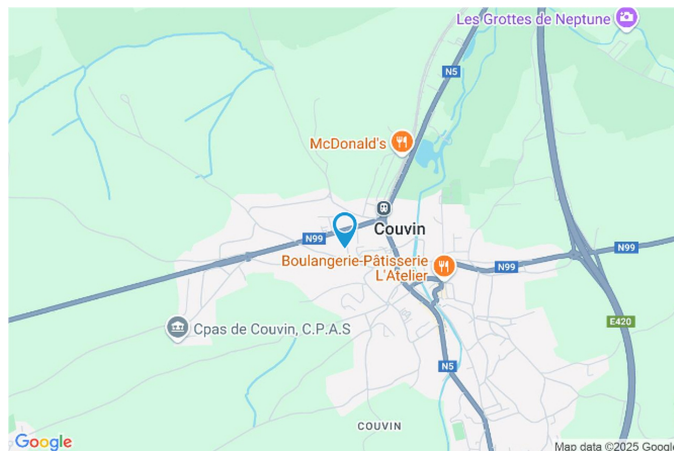 Les Grottes de Neptune
N5
McDonald's
Couvin
N99
Boulangerie-Pâtisserie
L'Atelier
N99
N99
E420
Cpas de Couvin, C.P.A.S
N5
COUVIN
Google
Map data ©2025 Google